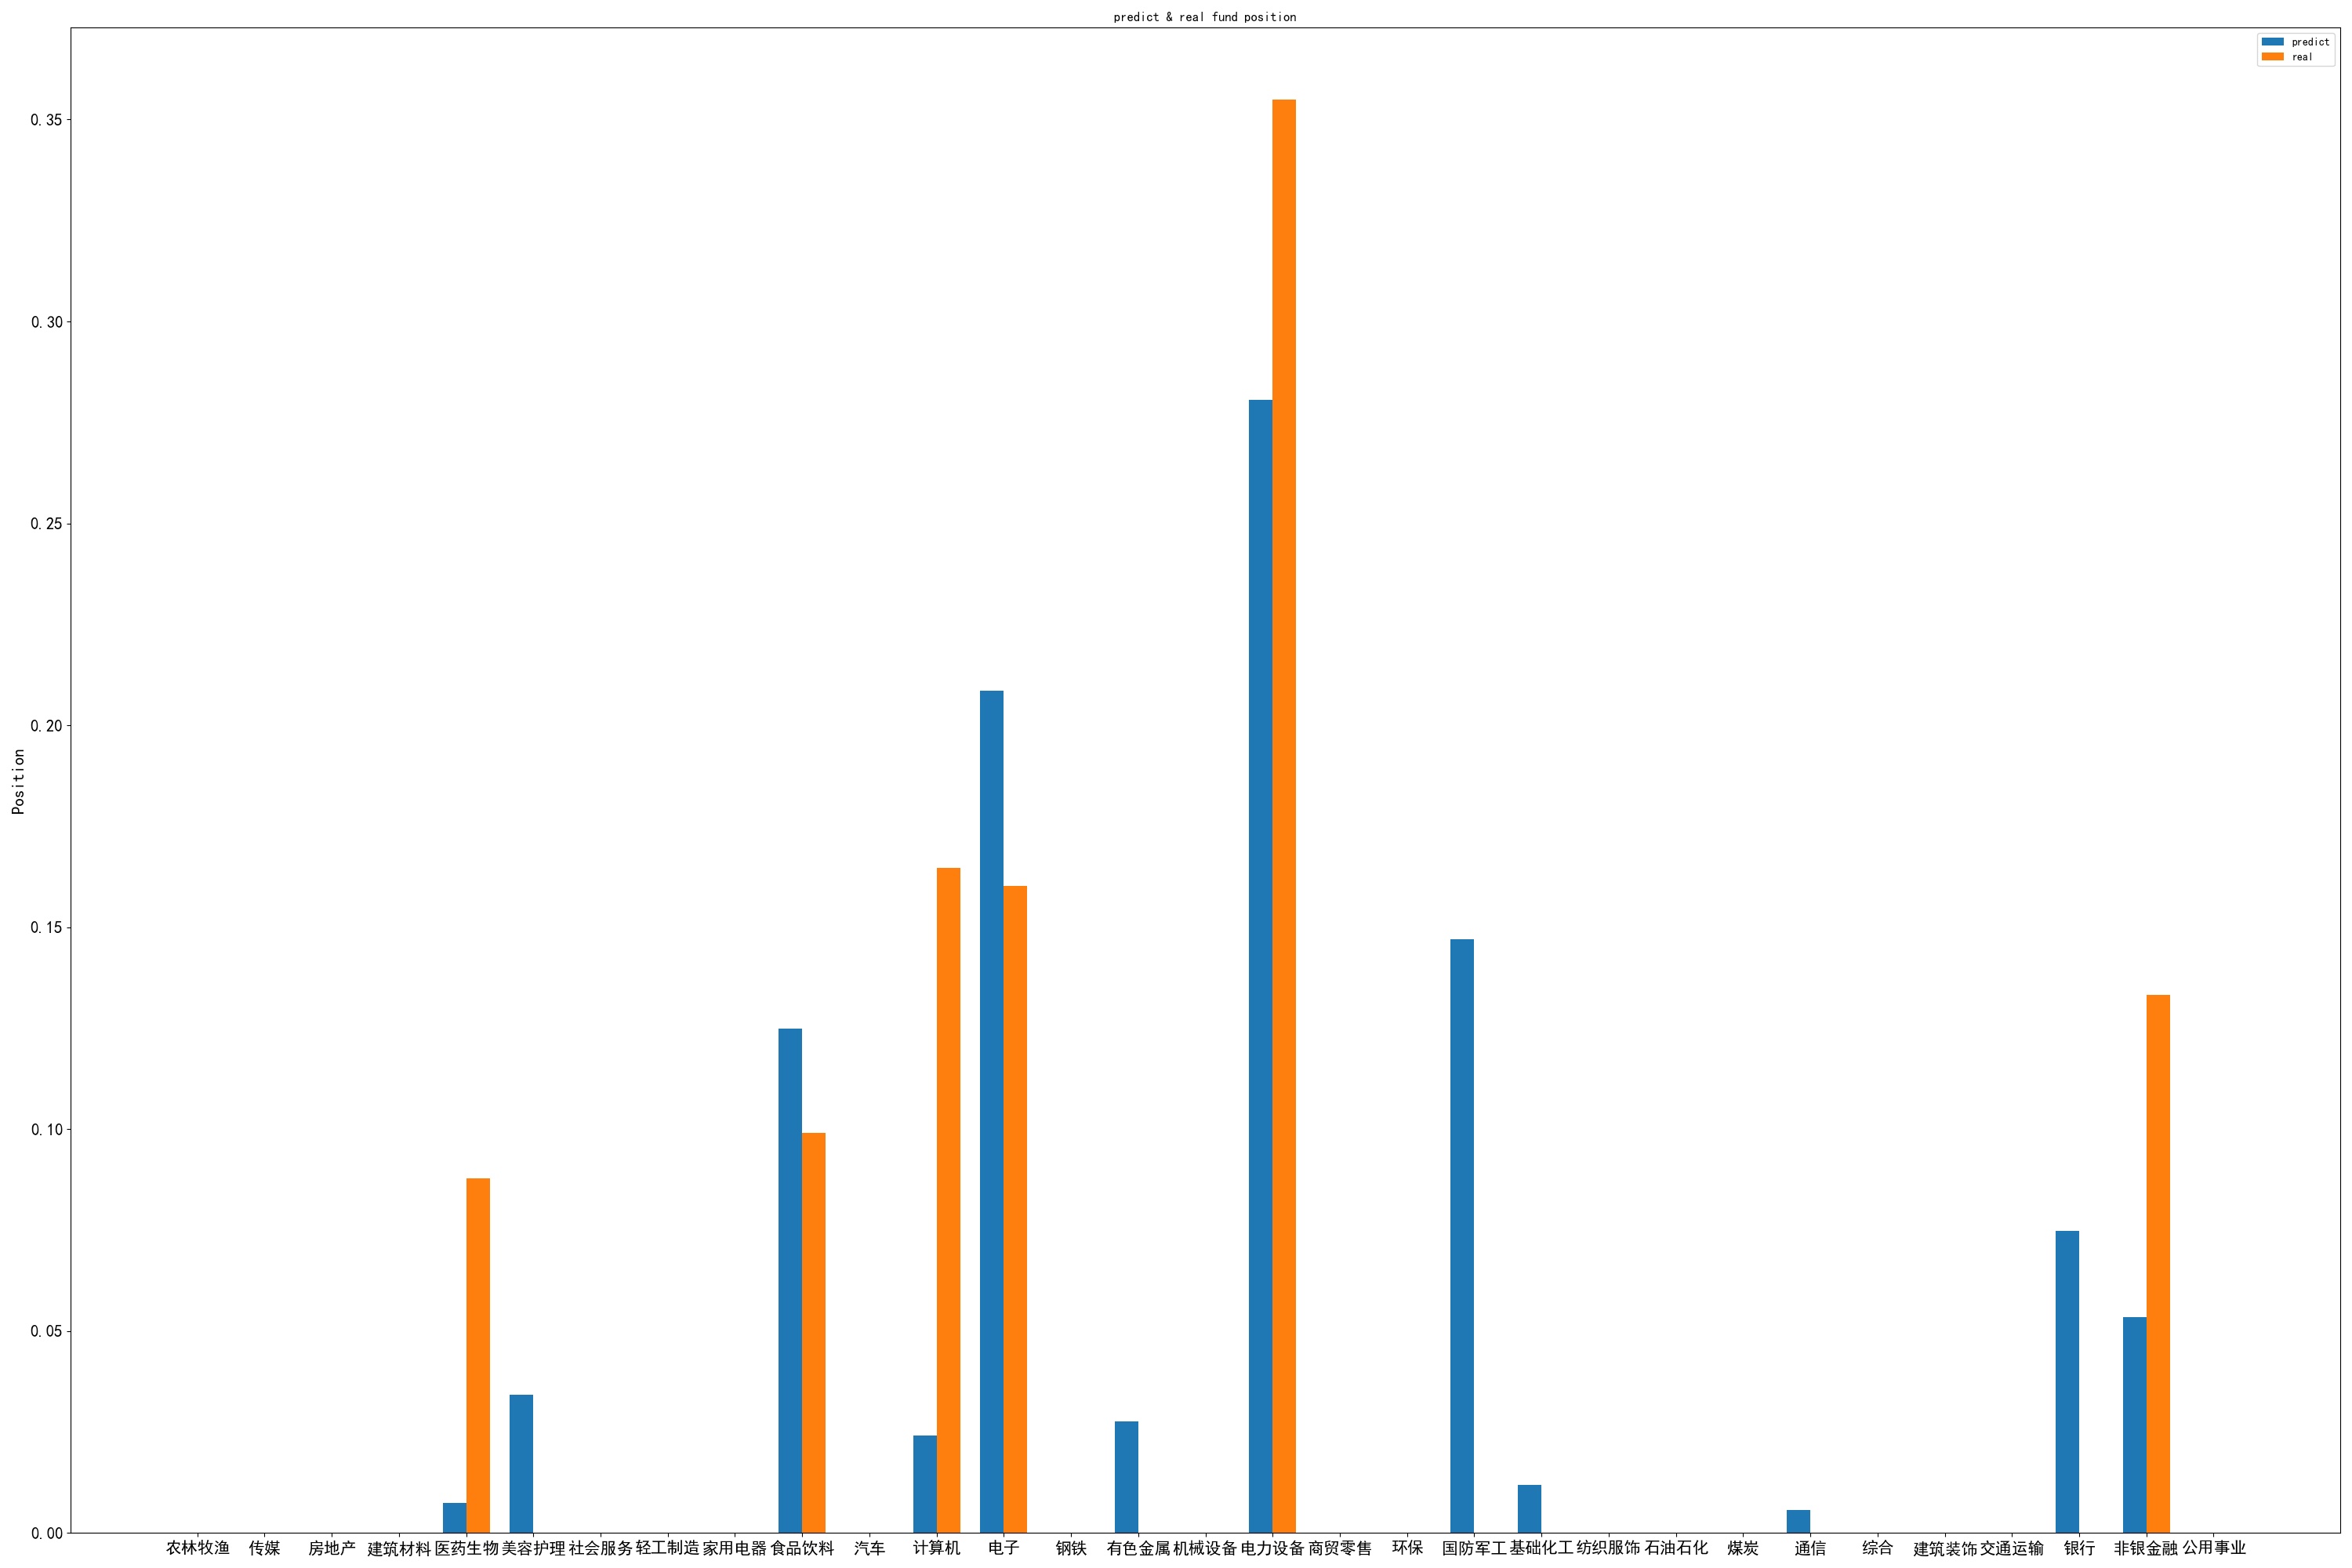 predict & real fund position
predict
real
0.35
0.30
0.25
0.20
0.15
0.10
0.05
0.00
Position
农林牧渔 传媒 房地产 建筑材料 医药生物 美容护理 社会服务 轻工制造 家用电器 食品饮料 汽车 计算机 电子 钢铁 有色金属 机械设备 电力设备 商贸零售 环保 国防军工 基础化工 纺织服饰 石油石化 煤炭 通信 综合 建筑装饰 交通运输 银行 非银金融 公用事业